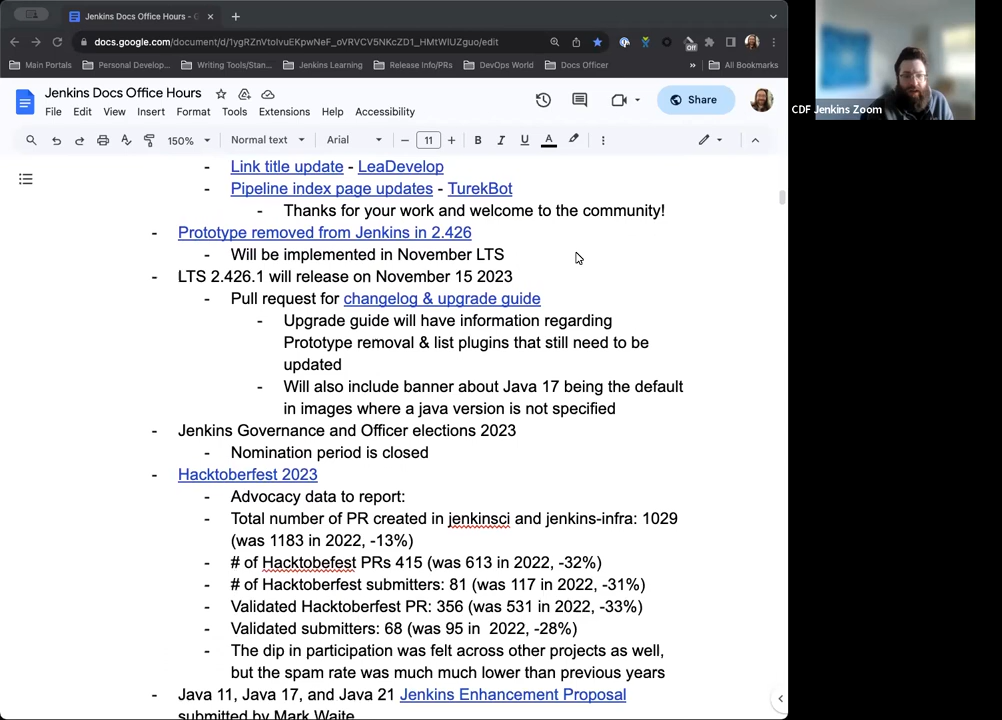 Jenkins Docs Office Hours - G
docs.google.com/document/d/1ygRZnVtoIvuEKpwNeF_oVRVCV5NKcZD1_HMtWlUZguo/edit
Off
Main Portals
Personal Develop...
Writing Tools/Stan...
Jenkins Learning
Release Info/PRs
DevOps World
Docs Officer
»
All Bookmarks
CDF Jenkins Zoom
Jenkins Docs Office Hours
File Edit View Insert Format Tools Extensions Help Accessibility
Share
150% Normal text Arial 11 B I U A
- Link title update - LeaDevelop
- Pipeline index page updates - TurekBot
- Thanks for your work and welcome to the community!
- Prototype removed from Jenkins in 2.426
- Will be implemented in November LTS
- LTS 2.426.1 will release on November 15 2023
- Pull request for changelog & upgrade guide
- Upgrade guide will have information regarding
Prototype removal & list plugins that still need to be
updated
- Will also include banner about Java 17 being the default
in images where a java version is not specified
- Jenkins Governance and Officer elections 2023
- Nomination period is closed
- Hacktoberfest 2023
- Advocacy data to report:
- Total number of PR created in jenkinsci and jenkins-infra: 1029
(was 1183 in 2022, -13%)
- # of Hacktobefest PRs 415 (was 613 in 2022, -32%)
- # of Hacktoberfest submitters: 81 (was 117 in 2022, -31%)
- Validated Hacktoberfest PR: 356 (was 531 in 2022, -33%)
- Validated submitters: 68 (was 95 in 2022, -28%)
- The dip in participation was felt across other projects as well,
but the spam rate was much much lower than previous years
- Java 11, Java 17, and Java 21 Jenkins Enhancement Proposal
submitted by Mark Waite